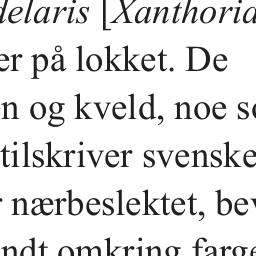 delaris [Xanthoria
er på lokket. De
n og kveld, noe so
tilskriver svenske
nærbeslektet, bev
ndt omkring farge